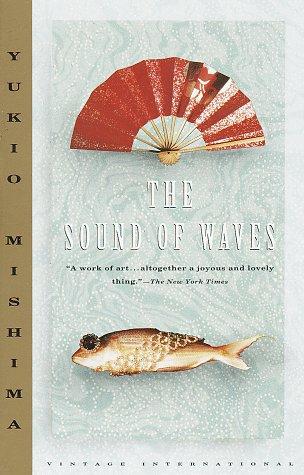 YUKIO MISHIMA
THE
SOUND OF WAVES
“A work of art...altogether a joyous and lovely
thing.”—The New York Times
VINTAGE INTERNATIONAL